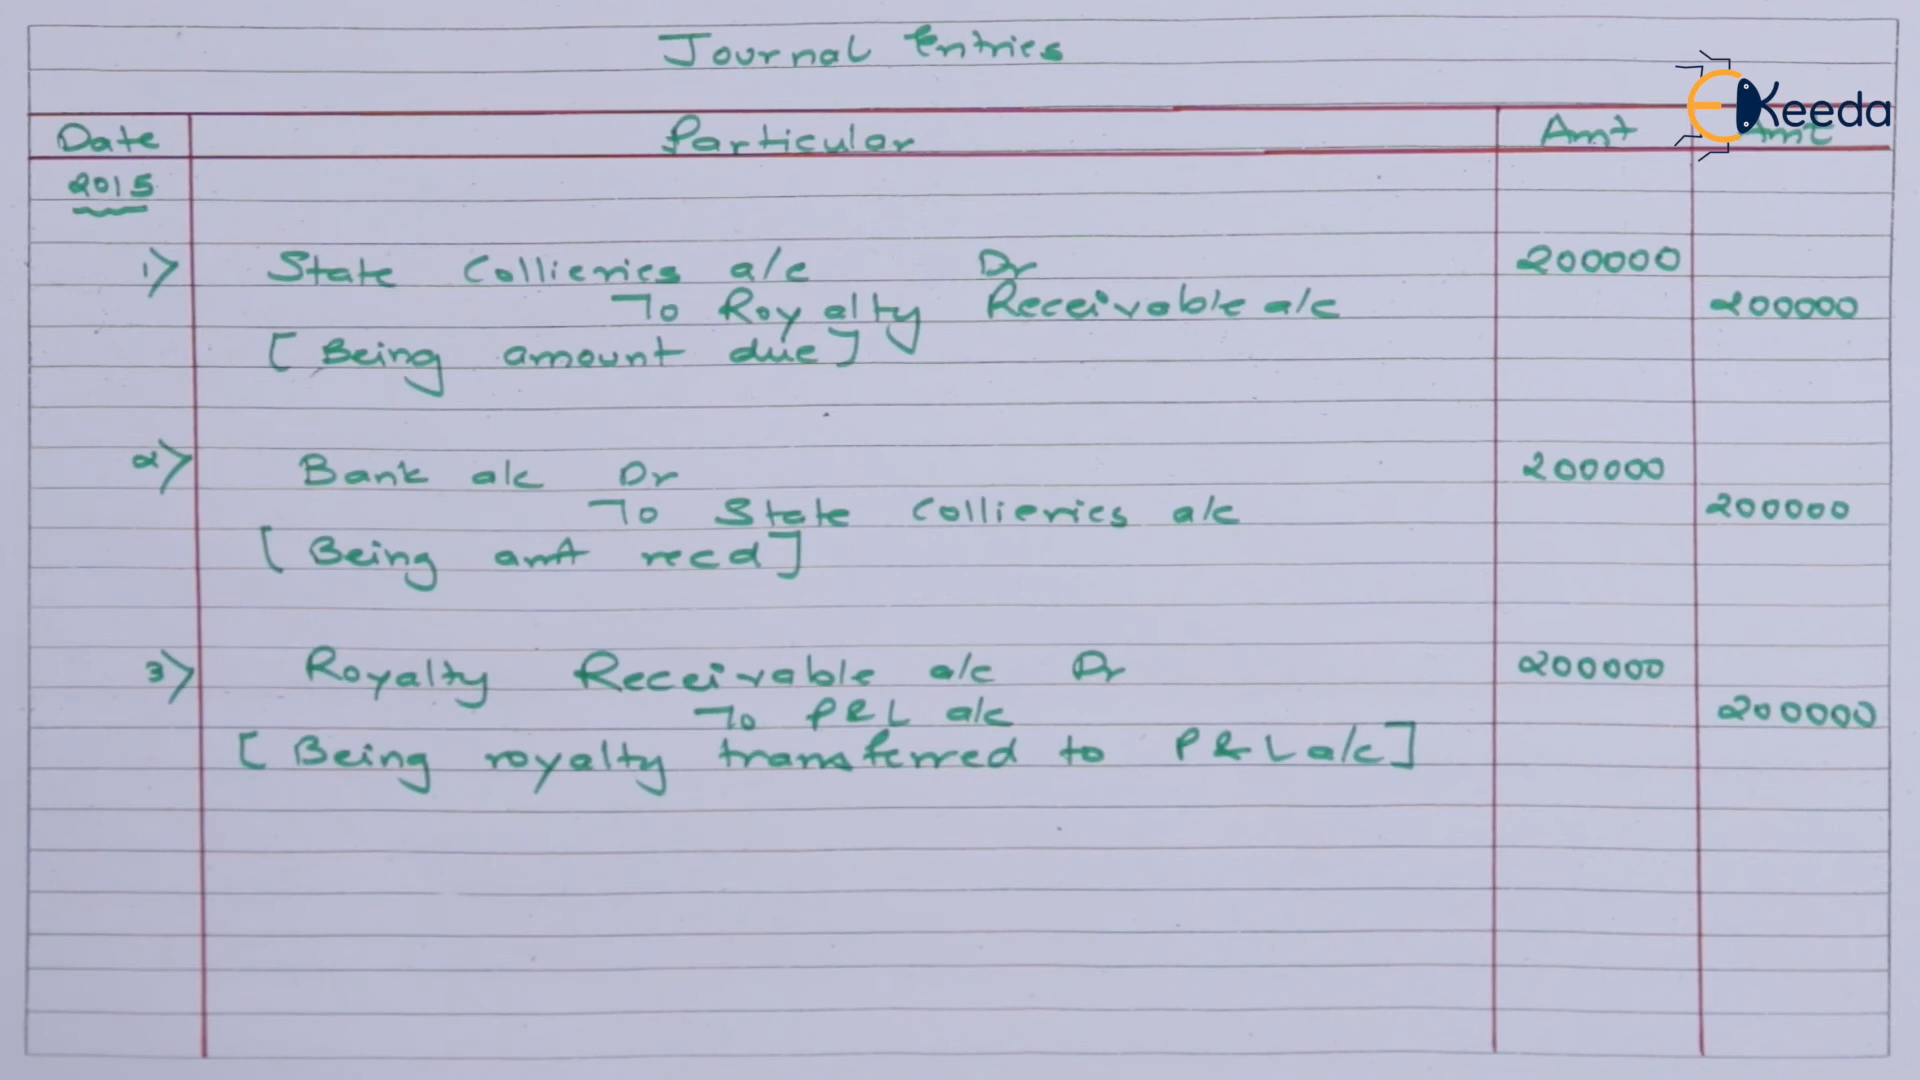 Journal Entries
Keeda
Date Particular Amt Amt
2015
1) State Collieries a/c Dr 200000
To Royalty Receivable a/c 200000
[ Being amount due ]
2) Bank a/c Dr 200000
To State Collieries a/c 200000
[ Being amt recd ]
3) Royalty Receivable a/c Dr 200000
To P&L a/c 200000
[ Being royalty transferred to P & L a/c ]